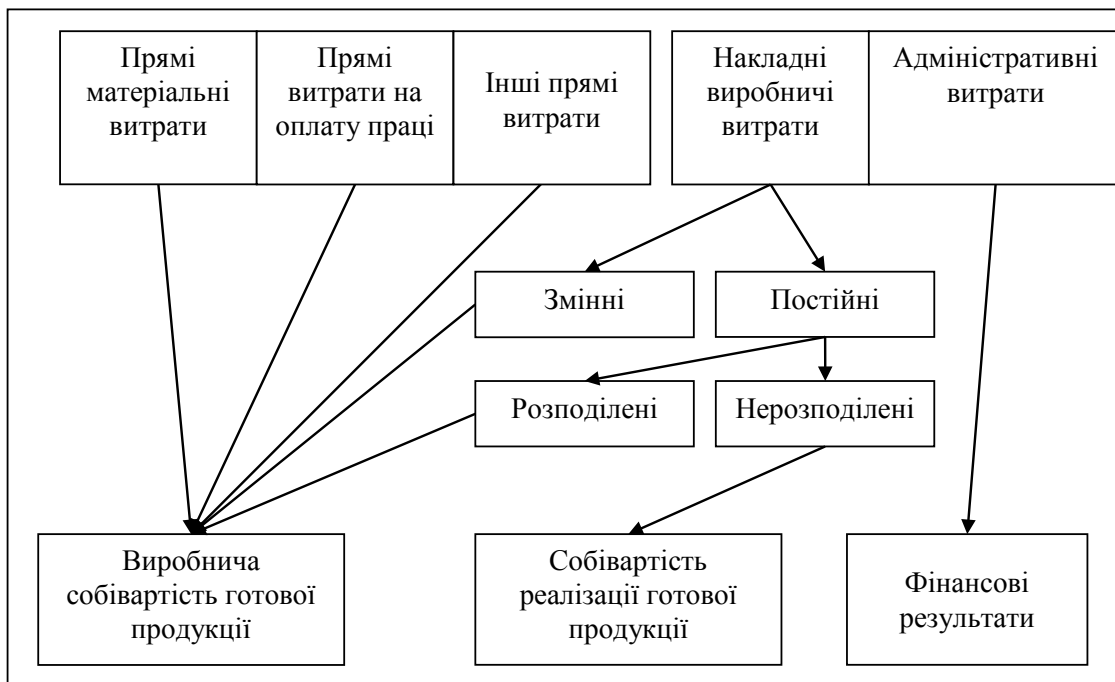 Прямі
матеріальні
витрати
Прямі
витрати на
оплату праці
Інші прямі
витрати
Накладні
виробничі
витрати
Адміністративні
витрати
Змінні
Постійні
Розподілені
Нерозподілені
Виробнича
собівартість готової
продукції
Собівартість
реалізації готової
продукції
Фінансові
результати